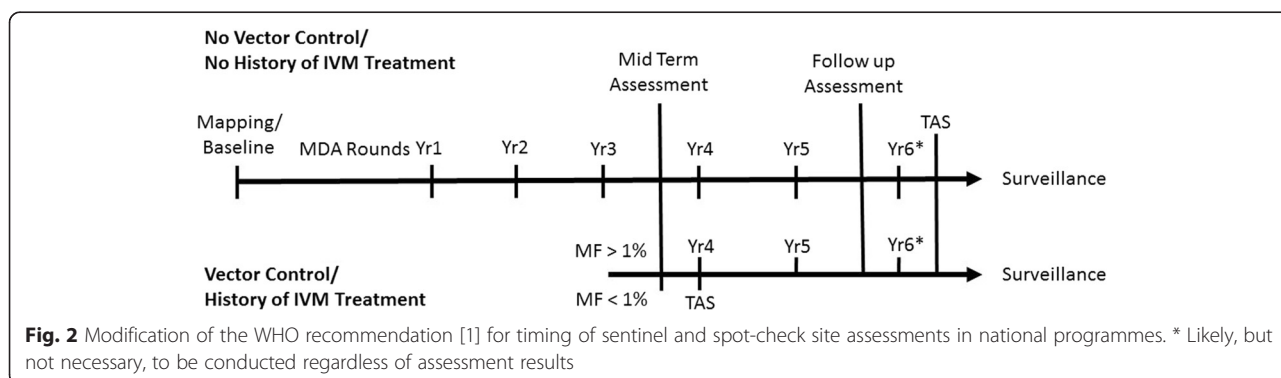 No Vector Control/
No History of IVM Treatment
Mid Term
Assessment
Follow up
Assessment
Mapping/
Baseline
MDA Rounds Yr1 Yr2 Yr3 Yr4 Yr5 Yr6* TAS
Surveillance
MF > 1% Yr4 Yr5 Yr6*
Surveillance
Vector Control/
History of IVM Treatment
MF < 1% TAS
Fig. 2 Modification of the WHO recommendation [1] for timing of sentinel and spot-check site assessments in national programmes. * Likely, but
not necessary, to be conducted regardless of assessment results